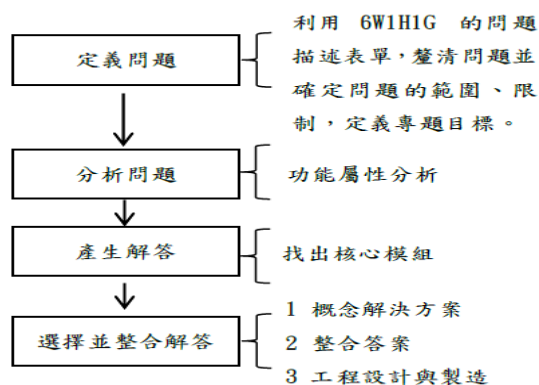 定義問題
利用 6W1H1G 的問題
描述表單，釐清問題並
確定問題的範圍、限
制，定義專題目標。
分析問題
功能屬性分析
產生解答
找出核心模組
選擇並整合解答
1 概念解決方案
2 整合答案
3 工程設計與製造